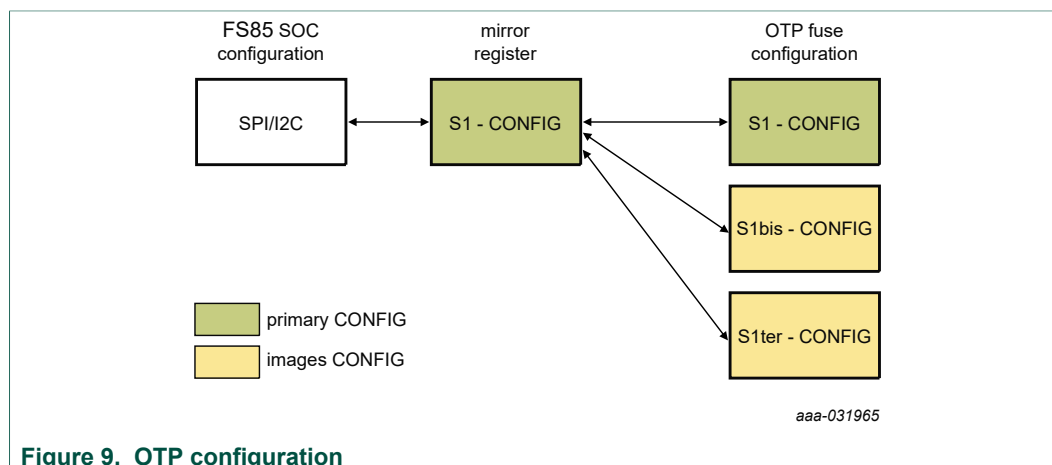 FS85 SOC
configuration
mirror
register
OTP fuse
configuration
SPI/I2C
S1 - CONFIG
S1 - CONFIG
S1bis - CONFIG
S1ter - CONFIG
primary CONFIG
images CONFIG
aaa-031965
Figure 9. OTP configuration